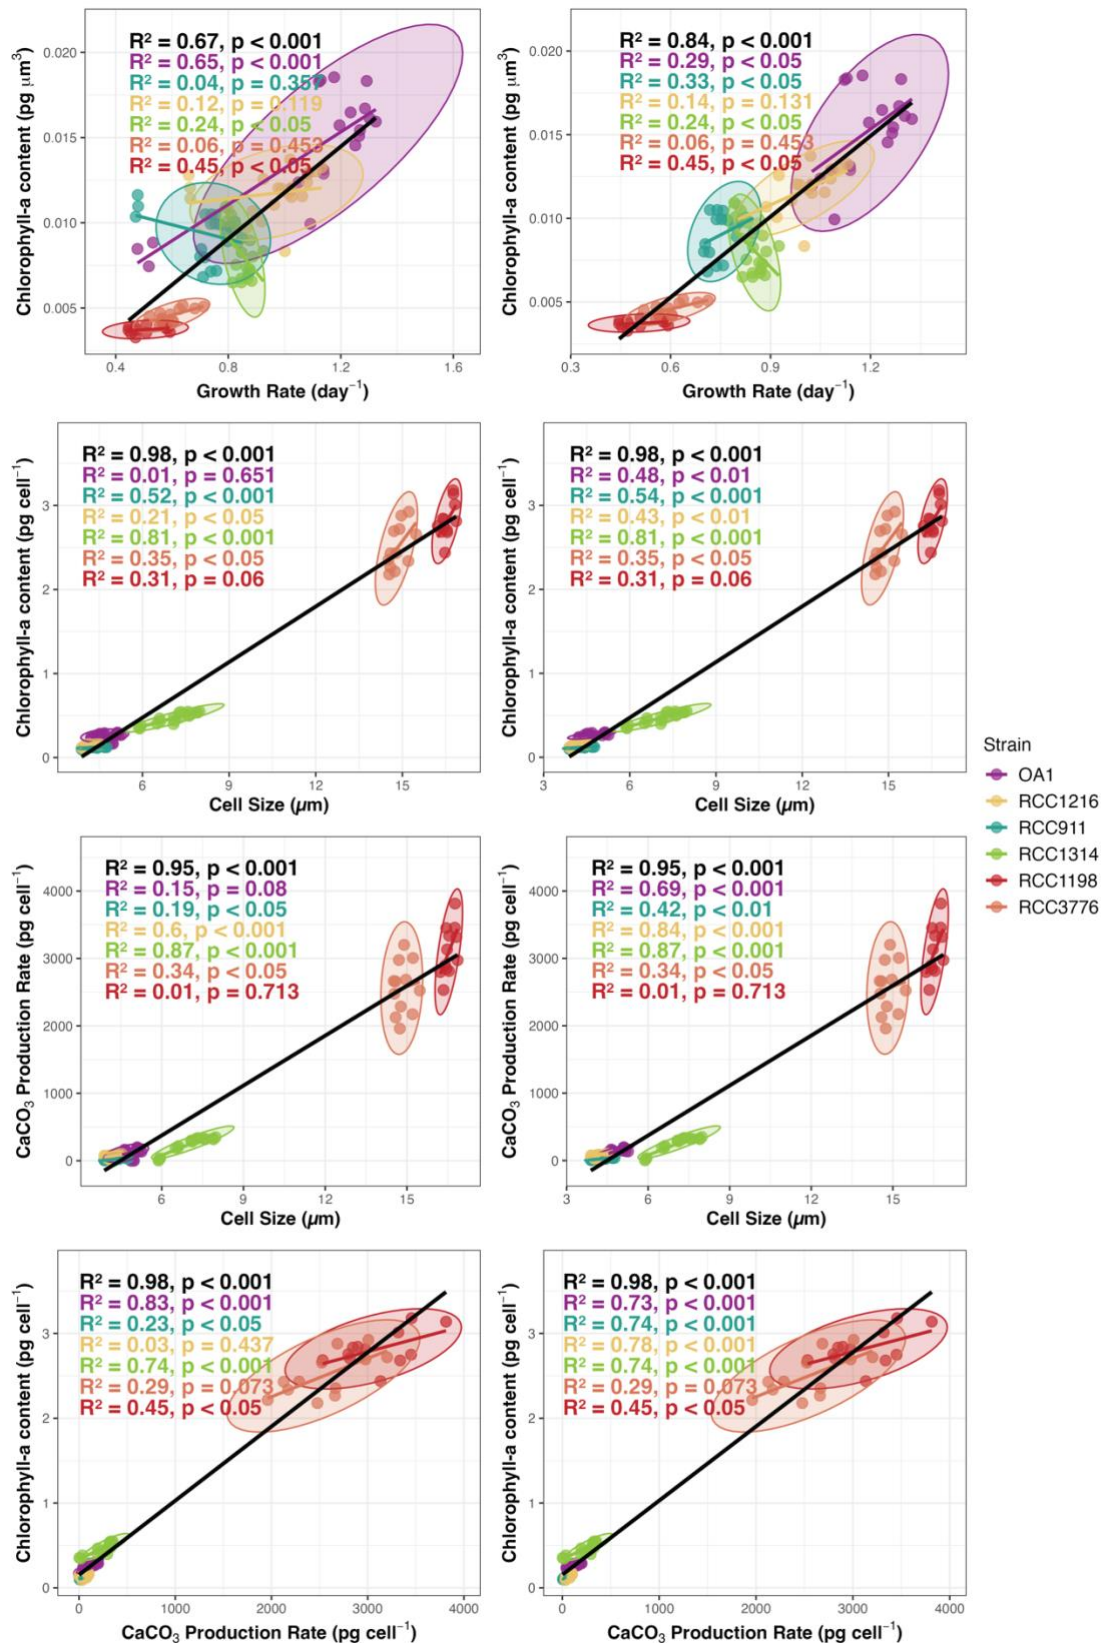 Chlorophyll-a content (pg µm³)
0.020
0.015
0.010
0.005
R² = 0.67, p < 0.001
R² = 0.65, p < 0.001
R² = 0.04, p = 0.357
R² = 0.12, p = 0.119
R² = 0.24, p < 0.05
R² = 0.06, p = 0.453
R² = 0.45, p < 0.05
0.4 0.8 1.2 1.6
Growth Rate (day⁻¹)
Chlorophyll-a content (pg µm³)
0.020
0.015
0.010
0.005
R² = 0.84, p < 0.001
R² = 0.29, p < 0.05
R² = 0.33, p < 0.05
R² = 0.14, p = 0.131
R² = 0.24, p < 0.05
R² = 0.06, p = 0.453
R² = 0.45, p < 0.05
0.3 0.6 0.9 1.2
Growth Rate (day⁻¹)
Chlorophyll-a content (pg cell⁻¹)
3
2
1
0
R² = 0.98, p < 0.001
R² = 0.01, p = 0.651
R² = 0.52, p < 0.001
R² = 0.21, p < 0.05
R² = 0.81, p < 0.001
R² = 0.35, p < 0.05
R² = 0.31, p = 0.06
6 9 12 15
Cell Size (µm)
Chlorophyll-a content (pg cell⁻¹)
3
2
1
0
R² = 0.98, p < 0.001
R² = 0.48, p < 0.01
R² = 0.54, p < 0.001
R² = 0.43, p < 0.01
R² = 0.81, p < 0.001
R² = 0.35, p < 0.05
R² = 0.31, p = 0.06
3 6 9 12 15
Cell Size (µm)
Strain
OA1
RCC1216
RCC911
RCC1314
RCC1198
RCC3776
CaCO₃ Production Rate (pg cell⁻¹)
4000
3000
2000
1000
0
R² = 0.95, p < 0.001
R² = 0.15, p = 0.08
R² = 0.19, p < 0.05
R² = 0.6, p < 0.001
R² = 0.87, p < 0.001
R² = 0.34, p < 0.05
R² = 0.01, p = 0.713
6 9 12 15
Cell Size (µm)
CaCO₃ Production Rate (pg cell⁻¹)
4000
3000
2000
1000
0
R² = 0.95, p < 0.001
R² = 0.69, p < 0.001
R² = 0.42, p < 0.01
R² = 0.84, p < 0.001
R² = 0.87, p < 0.001
R² = 0.34, p < 0.05
R² = 0.01, p = 0.713
3 6 9 12 15
Cell Size (µm)
Chlorophyll-a content (pg cell⁻¹)
3
2
1
0
R² = 0.98, p < 0.001
R² = 0.83, p < 0.001
R² = 0.23, p < 0.05
R² = 0.03, p = 0.437
R² = 0.74, p < 0.001
R² = 0.29, p = 0.073
R² = 0.45, p < 0.05
0 1000 2000 3000 4000
CaCO₃ Production Rate (pg cell⁻¹)
Chlorophyll-a content (pg cell⁻¹)
3
2
1
0
R² = 0.98, p < 0.001
R² = 0.73, p < 0.001
R² = 0.74, p < 0.001
R² = 0.78, p < 0.001
R² = 0.74, p < 0.001
R² = 0.29, p = 0.073
R² = 0.45, p < 0.05
0 1000 2000 3000 4000
CaCO₃ Production Rate (pg cell⁻¹)